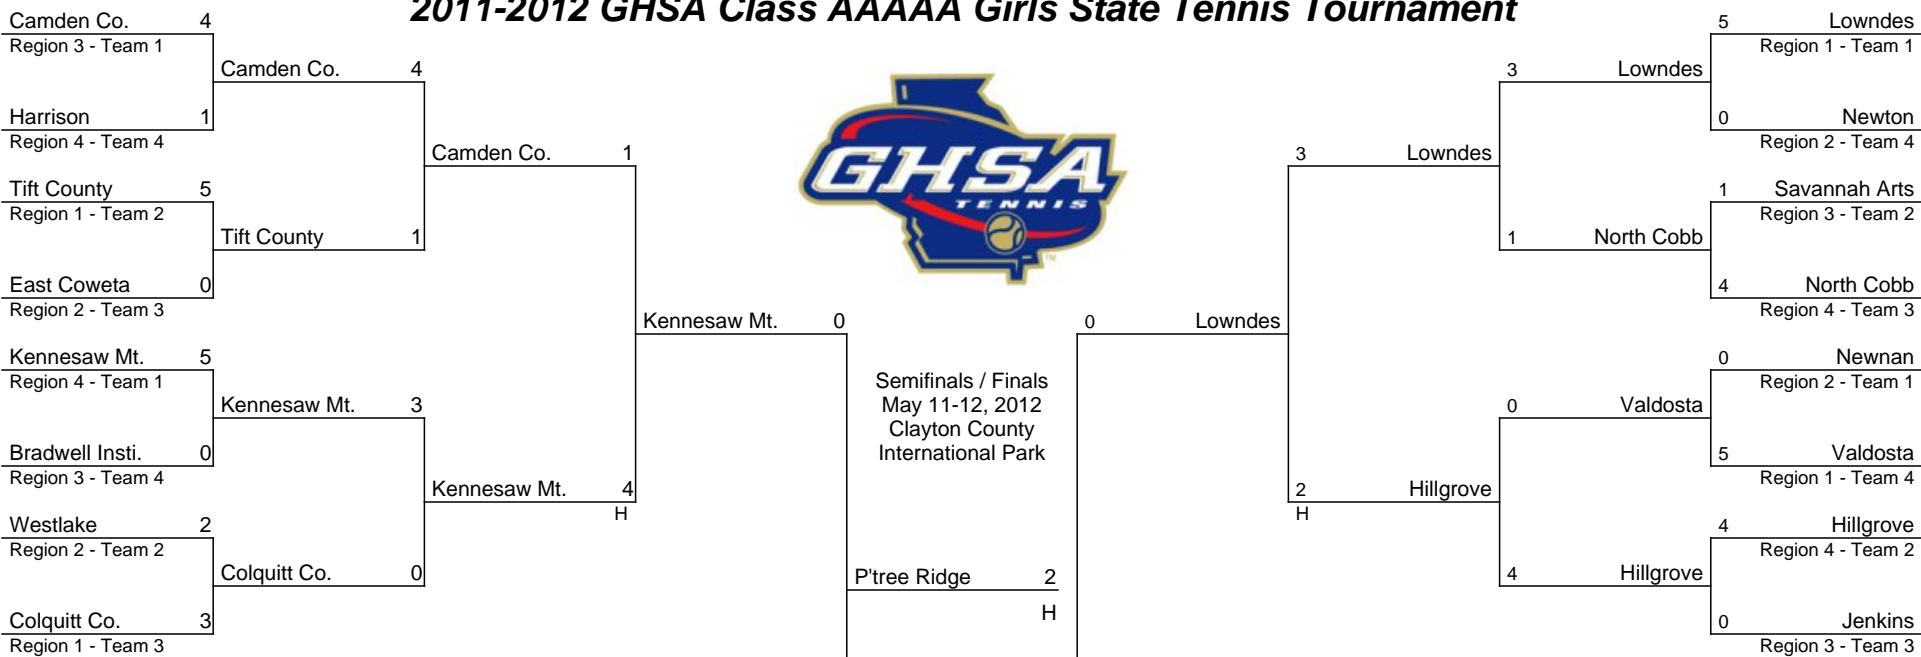 2011-2012 GHSA Class AAAAA Girls State Tennis Tournament
Camden Co. 4
Region 3 - Team 1
Harrison 1
Region 4 - Team 4
Tift County 5
Region 1 - Team 2
East Coweta 0
Region 2 - Team 3
Kennesaw Mt. 5
Region 4 - Team 1
Bradwell Insti. 0
Region 3 - Team 4
Westlake 2
Region 2 - Team 2
Colquitt Co. 3
Region 1 - Team 3
Camden Co. 4
Tift County 1
Kennesaw Mt. 3
Colquitt Co. 0
Camden Co. 1
Kennesaw Mt. 4
H
Kennesaw Mt. 0
GHSA
TENNIS
TM
Semifinals / Finals
May 11-12, 2012
Clayton County
International Park
P'tree Ridge 2
H
0 Lowndes
3 Lowndes
2 Hillgrove
H
3 Lowndes
1 North Cobb
0 Valdosta
4 Hillgrove
5 Lowndes
Region 1 - Team 1
0 Newton
Region 2 - Team 4
1 Savannah Arts
Region 3 - Team 2
4 North Cobb
Region 4 - Team 3
0 Newnan
Region 2 - Team 1
5 Valdosta
Region 1 - Team 4
4 Hillgrove
Region 4 - Team 2
0 Jenkins
Region 3 - Team 3